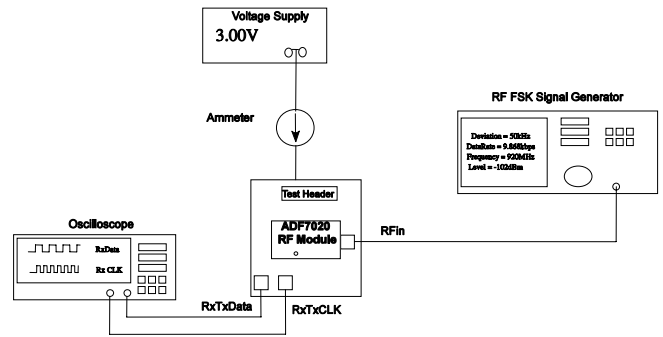 Voltage Supply
3.00V
Ammeter
RF FSK Signal Generator
Deviation = 50kHz
DataRate = 9.868kbps
Frequency = 920MHz
Level = -102dBm
Test Header
ADF7020
RF Module
RFin
Oscilloscope
RxData
Rx CLK
RxTxData
RxTxCLK